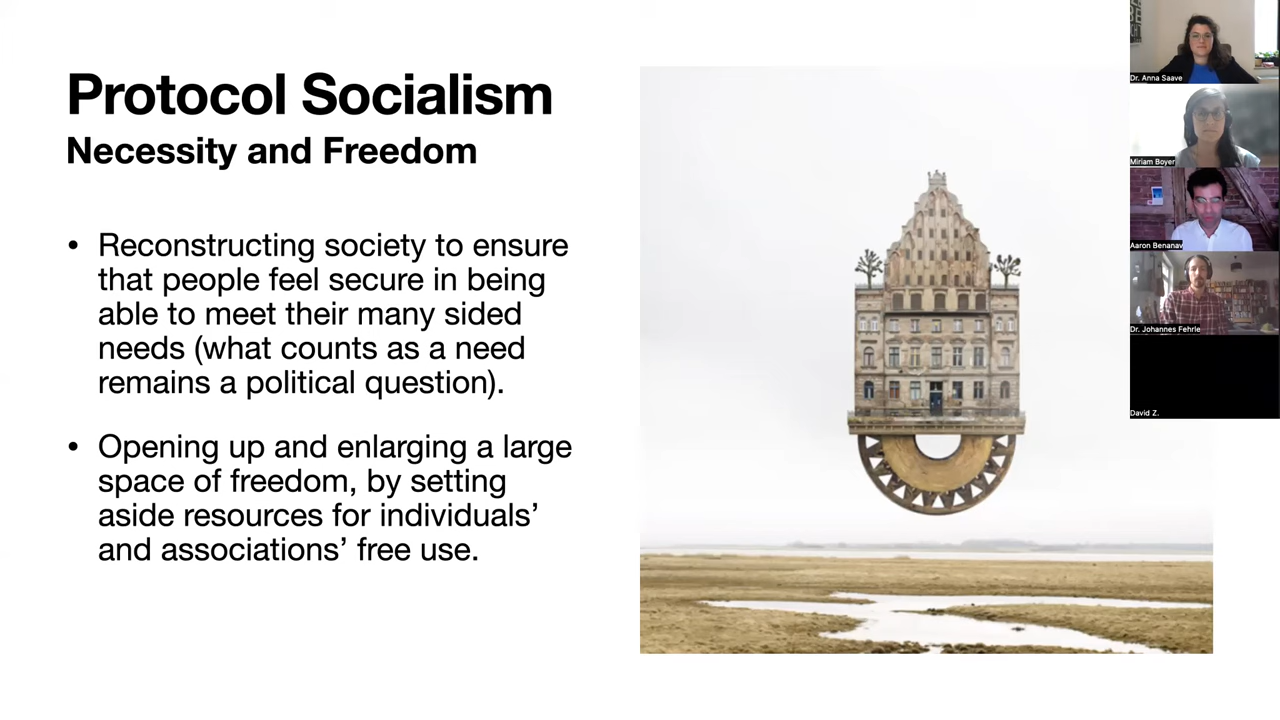 Protocol Socialism
Necessity and Freedom
• Reconstructing society to ensure
that people feel secure in being
able to meet their many sided
needs (what counts as a need
remains a political question).
• Opening up and enlarging a large
space of freedom, by setting
aside resources for individuals’
and associations’ free use.
Dr. Anna Saave
Miriam Boyer
Aaron Benanav
Dr. Johannes Fehrle
David Z.